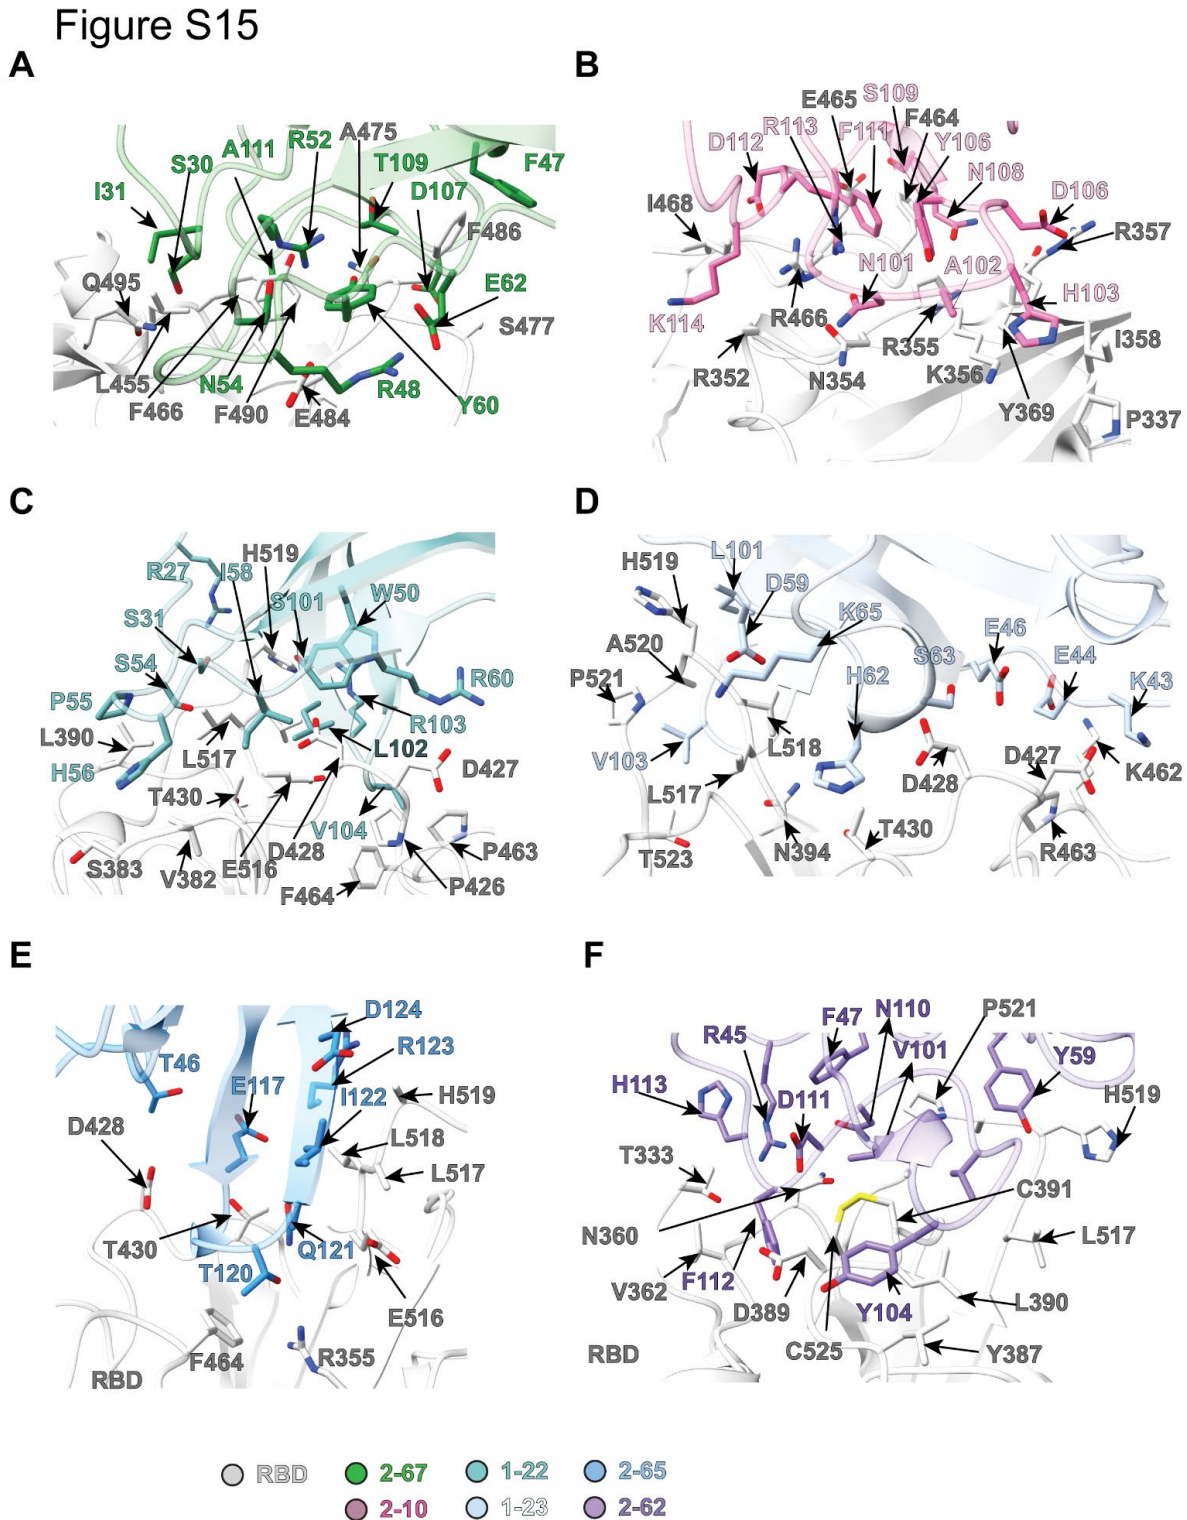 Figure S15
A
S30
A111
R52
A475
T109
F47
I31
D107
F486
Q495
E62
S477
L455
N54
R48
F466
F490
E484
Y60
B
E465
S109
F464
D112
R113
F111
Y106
N108
D106
I468
R357
N101
A102
H103
K114
R466
R355
I358
R352
N354
K356
Y369
P337
C
H519
R27
I58
S101
W50
S31
S54
R60
P55
R103
L390
L517
L102
H56
D427
T430
V104
S383
V382
E516
D428
P463
F464
P426
D
H519
L101
D59
K65
E46
A520
S63
E44
P521
H62
K43
V103
L518
D428
D427
K462
L517
T523
N394
T430
R463
E
D124
R123
T46
E117
I122
H519
D428
L518
L517
T430
Q121
T120
E516
F464
R355
RBD
F
N110
P521
R45
F47
V101
Y59
H113
D111
H519
T333
C391
N360
L517
V362
F112
D389
Y104
L390
C525
Y387
RBD
RBD
2-67
1-22
2-65
2-10
1-23
2-62